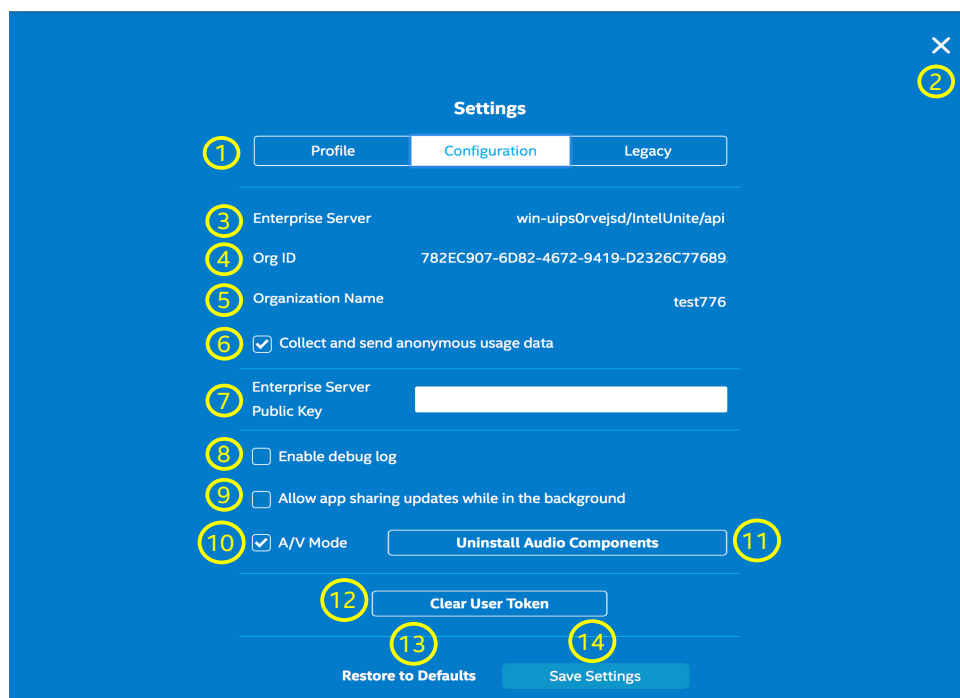 2
Settings
1 Profile Configuration Legacy
3 Enterprise Server win-uips0rvejsd/IntelUnite/api
4 Org ID 782EC907-6D82-4672-9419-D2326C77689
5 Organization Name test776
6 Collect and send anonymous usage data
Enterprise Server
7
Public Key
8 Enable debug log
9 Allow app sharing updates while in the background
10 A/V Mode Uninstall Audio Components 11
12 Clear User Token
13 14
Restore to Defaults Save Settings